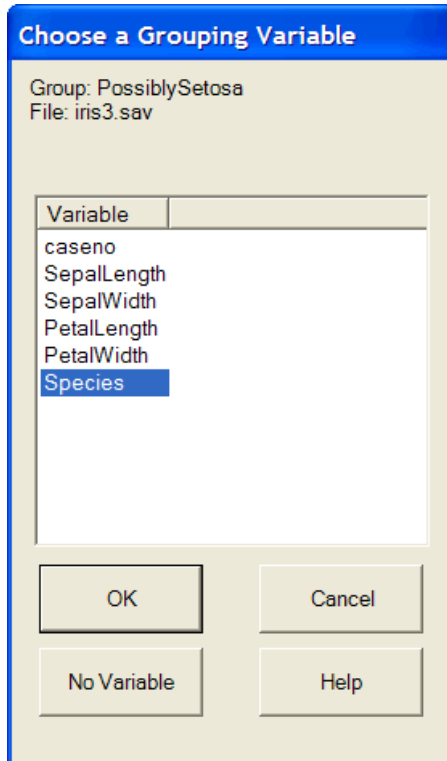 Choose a Grouping Variable
Group: PossiblySetosa
File: iris3.sav
Variable
caseno
SepalLength
SepalWidth
PetalLength
PetalWidth
Species
OK
Cancel
No Variable
Help